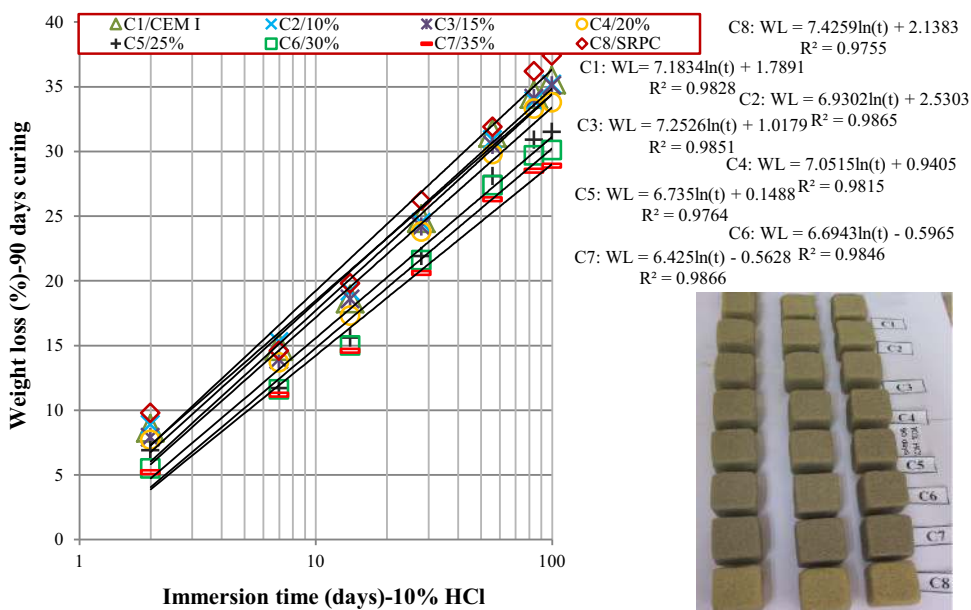 C1/CEM I C2/10% C3/15% C4/20%
C5/25% C6/30% C7/35% C8/SRPC
Weight loss (%)-90 days curing
40
35
30
25
20
15
10
5
0
1 10 100
Immersion time (days)-10% HCl
C8: WL = 7.4259ln(t) + 2.1383
R² = 0.9755
C1: WL= 7.1834ln(t) + 1.7891
R² = 0.9828
C2: WL = 6.9302ln(t) + 2.5303
R² = 0.9865
C3: WL = 7.2526ln(t) + 1.0179
R² = 0.9851
C4: WL = 7.0515ln(t) + 0.9405
R² = 0.9815
C5: WL = 6.735ln(t) + 0.1488
R² = 0.9764
C6: WL = 6.6943ln(t) - 0.5965
R² = 0.9846
C7: WL = 6.425ln(t) - 0.5628
R² = 0.9866
C1
C2
C3
C4
C5
C6
C7
C8